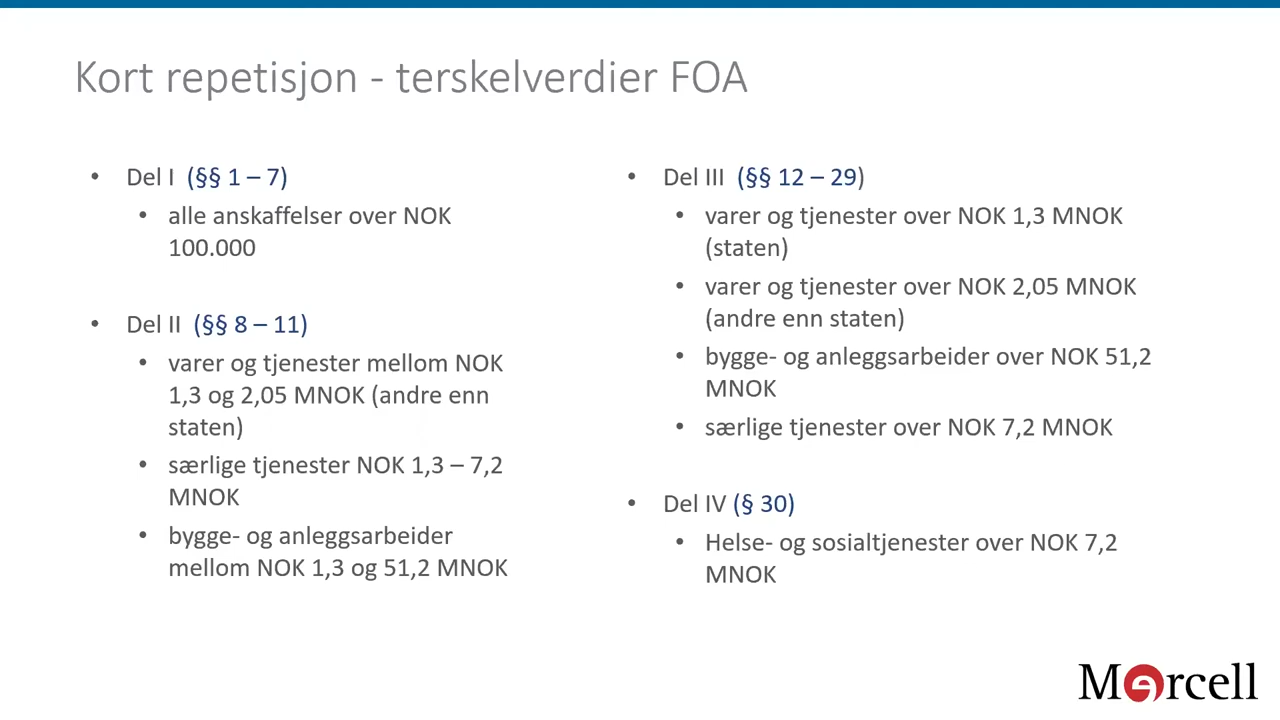 Kort repetisjon - terskelverdier FOA
• Del I (§§ 1 – 7)
• alle anskaffelser over NOK
100.000
• Del II (§§ 8 – 11)
• varer og tjenester mellom NOK
1,3 og 2,05 MNOK (andre enn
staten)
• særlige tjenester NOK 1,3 – 7,2
MNOK
• bygge- og anleggsarbeider
mellom NOK 1,3 og 51,2 MNOK
• Del III (§§ 12 – 29)
• varer og tjenester over NOK 1,3 MNOK
(staten)
• varer og tjenester over NOK 2,05 MNOK
(andre enn staten)
• bygge- og anleggsarbeider over NOK 51,2
MNOK
• særlige tjenester over NOK 7,2 MNOK
• Del IV (§ 30)
• Helse- og sosialtjenester over NOK 7,2
MNOK
Mercell